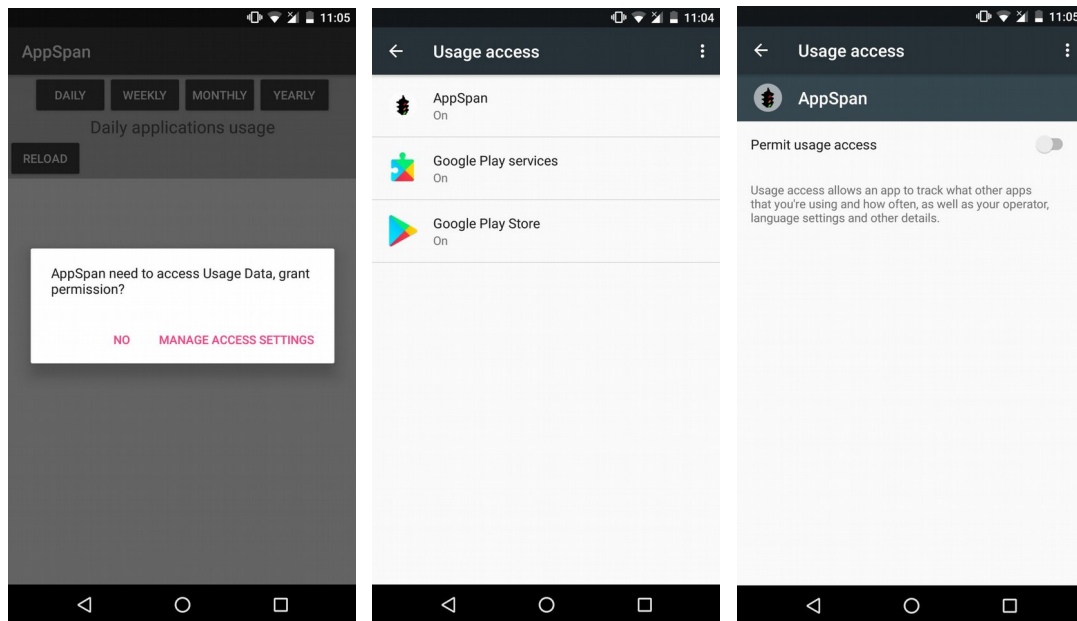 11:05
AppSpan
DAILY WEEKLY MONTHLY YEARLY
Daily applications usage
RELOAD
AppSpan need to access Usage Data, grant
permission?
NO MANAGE ACCESS SETTINGS
11:04
Usage access
AppSpan
On
Google Play services
On
Google Play Store
On
11:05
Usage access
AppSpan
Permit usage access
Usage access allows an app to track what other apps
that you're using and how often, as well as your operator,
language settings and other details.